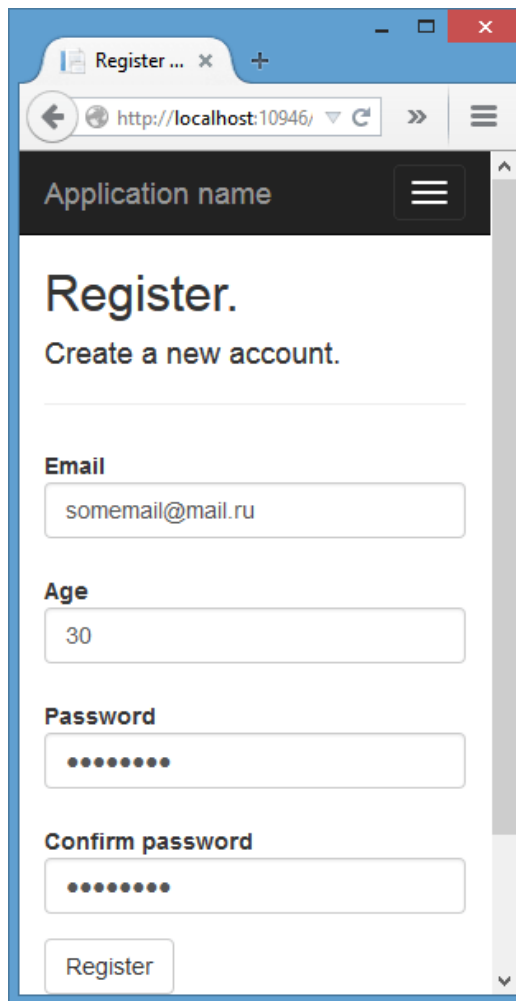 Register ...
http://localhost:10946/
Application name
Register.
Create a new account.
Email
somemail@mail.ru
Age
30
Password
••••••••
Confirm password
••••••••
Register